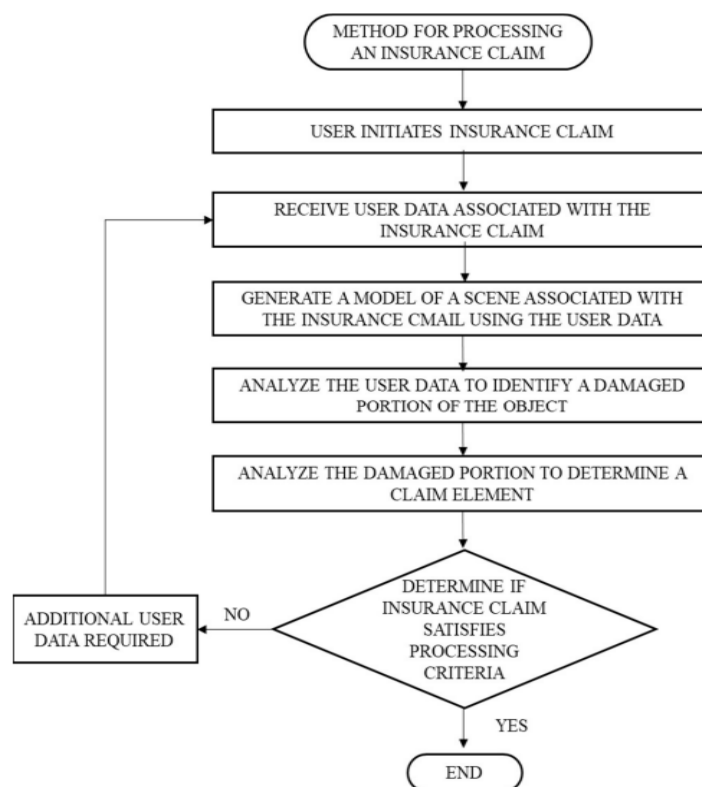 METHOD FOR PROCESSING
AN INSURANCE CLAIM
USER INITIATES INSURANCE CLAIM
RECEIVE USER DATA ASSOCIATED WITH THE
INSURANCE CLAIM
GENERATE A MODEL OF A SCENE ASSOCIATED WITH
THE INSURANCE CMAIL USING THE USER DATA
ANALYZE THE USER DATA TO IDENTIFY A DAMAGED
PORTION OF THE OBJECT
ANALYZE THE DAMAGED PORTION TO DETERMINE A
CLAIM ELEMENT
DETERMINE IF
INSURANCE CLAIM
SATISFIES
PROCESSING
CRITERIA
NO
ADDITIONAL USER
DATA REQUIRED
YES
END